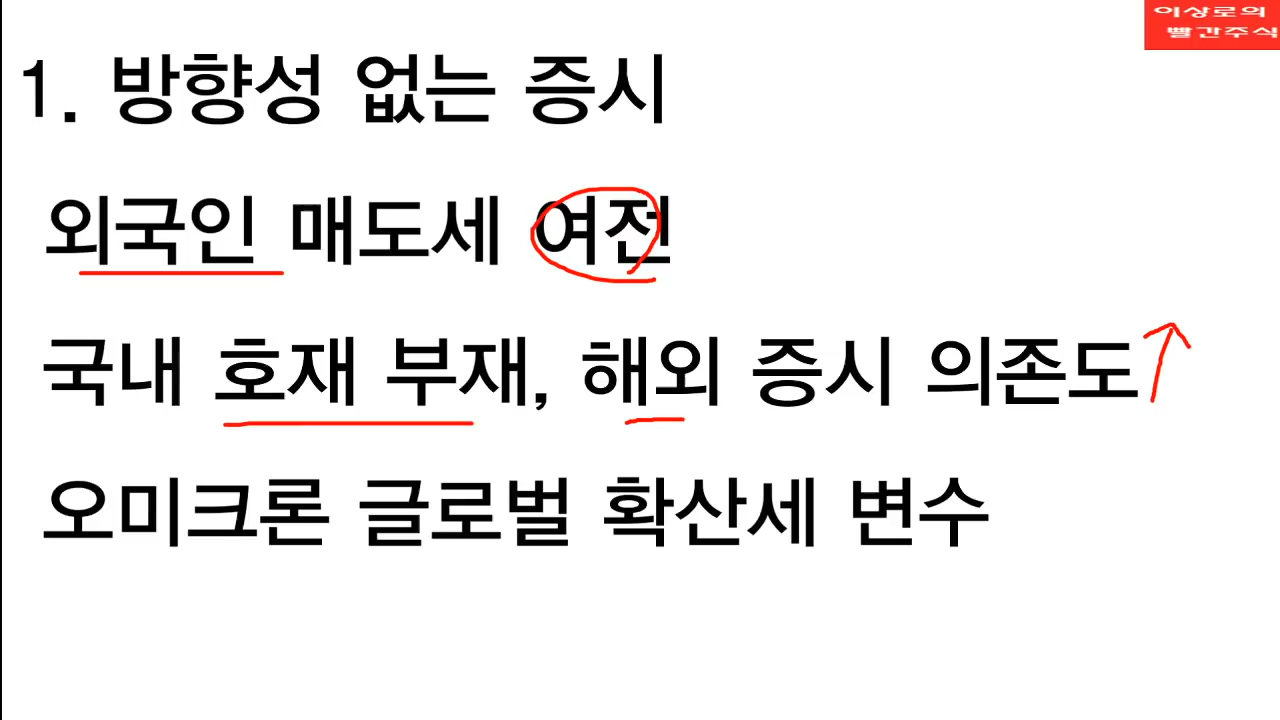 이상로의
빨간주식
1. 방향성 없는 증시
외국인 매도세 여전
국내 호재 부재, 해외 증시 의존도↑
오미크론 글로벌 확산세 변수